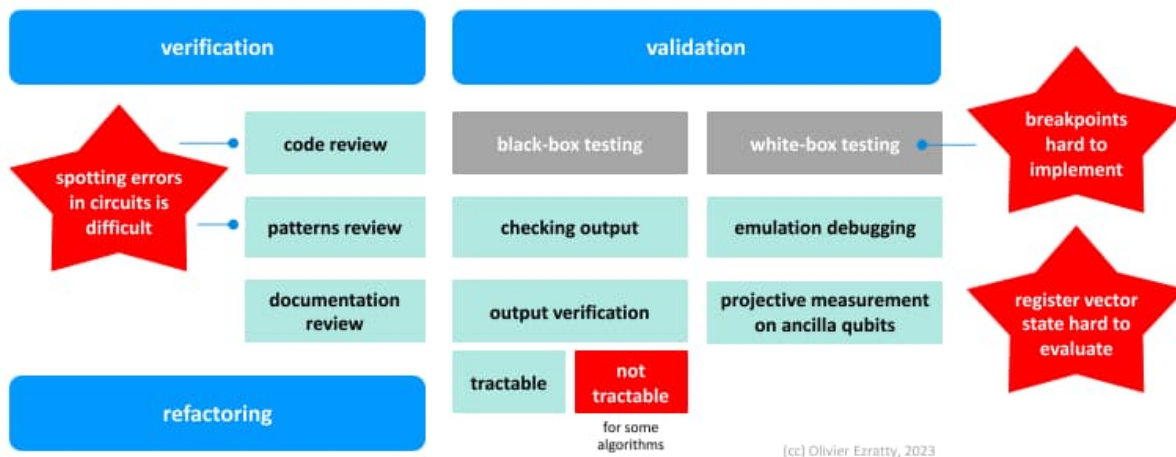 verification
validation
spotting errors
in circuits is
difficult
code review
patterns review
documentation
review
black-box testing
checking output
output verification
tractable
not
tractable
for some
algorithms
white-box testing
emulation debugging
projective measurement
on ancilla qubits
breakpoints
hard to
implement
register vector
state hard to
evaluate
refactoring
(cc) Olivier Ezratty, 2023